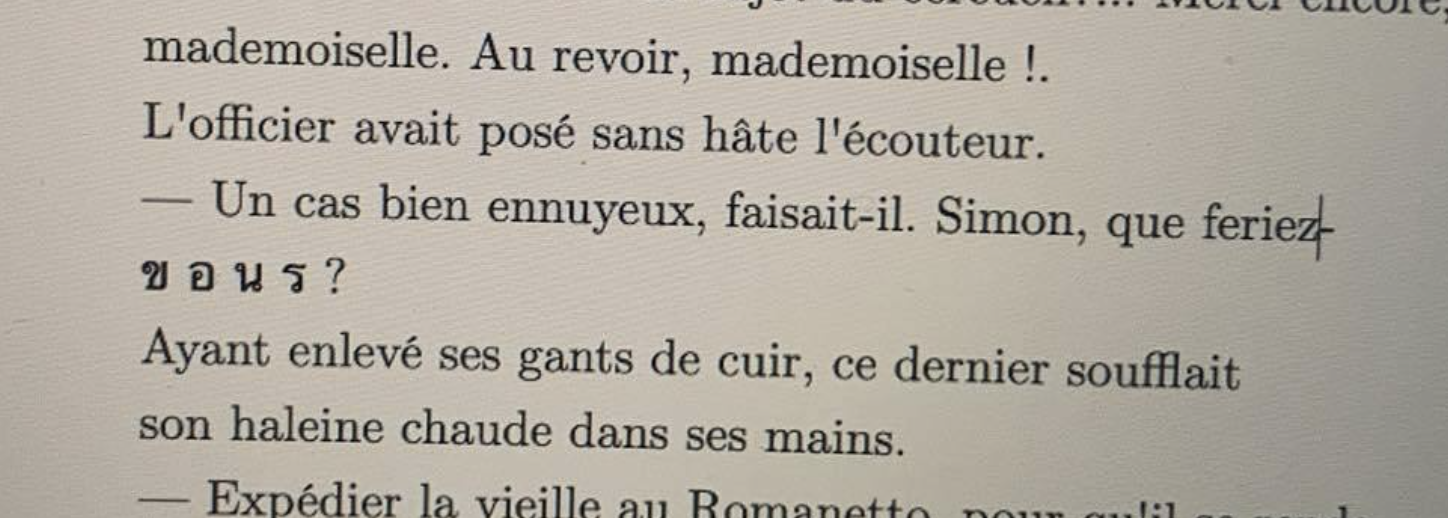 Merci encore,
mademoiselle. Au revoir, mademoiselle !.
L'officier avait posé sans hâte l'écouteur.
— Un cas bien ennuyeux, faisait-il. Simon, que feriez-
ข อ น ร ?
Ayant enlevé ses gants de cuir, ce dernier soufflait
son haleine chaude dans ses mains.
— Expédier la vieille au Romanetto, pour qu'il